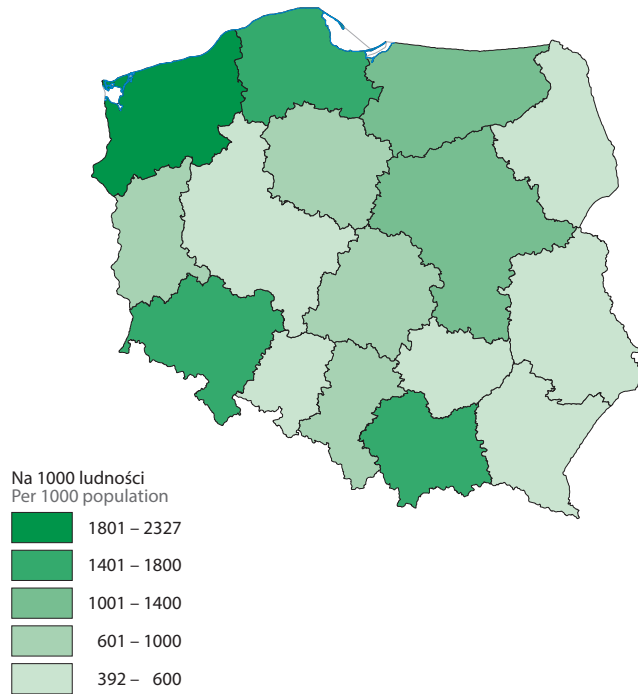 Na 1000 ludności
Per 1000 population
1801 – 2327
1401 – 1800
1001 – 1400
601 – 1000
392 – 600